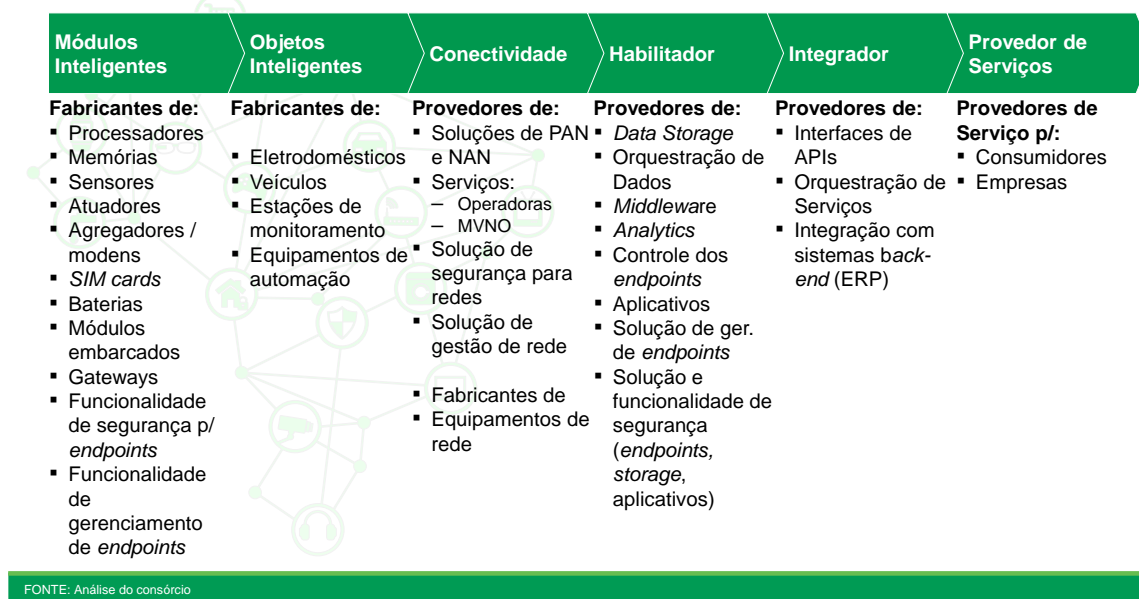 Módulos
Inteligentes
Objetos
Inteligentes
Conectividade
Habilitador
Integrador
Provedor de
Serviços
Fabricantes de:
▪ Processadores
▪ Memórias
▪ Sensores
▪ Atuadores
▪ Agregadores /
modens
▪ SIM cards
▪ Baterias
▪ Módulos
embarcados
▪ Gateways
▪ Funcionalidade
de segurança p/
endpoints
▪ Funcionalidade
de
gerenciamento
de endpoints
Fabricantes de:
▪ Eletrodomésticos
▪ Veículos
▪ Estações de
monitoramento
▪ Equipamentos de
automação
Provedores de:
▪ Soluções de PAN
e NAN
▪ Serviços:
– Operadoras
– MVNO
▪ Solução de
segurança para
redes
▪ Solução de
gestão de rede
▪ Fabricantes de
▪ Equipamentos de
rede
Provedores de:
▪ Data Storage
▪ Orquestração de
Dados
▪ Middleware
▪ Analytics
▪ Controle dos
endpoints
▪ Aplicativos
▪ Solução de ger.
de endpoints
▪ Solução e
funcionalidade de
segurança
(endpoints,
storage,
aplicativos)
Provedores de:
▪ Interfaces de
APIs
▪ Orquestração de
Serviços
▪ Integração com
sistemas back-
end (ERP)
Provedores de
Serviço p/:
▪ Consumidores
▪ Empresas
FONTE: Análise do consórcio